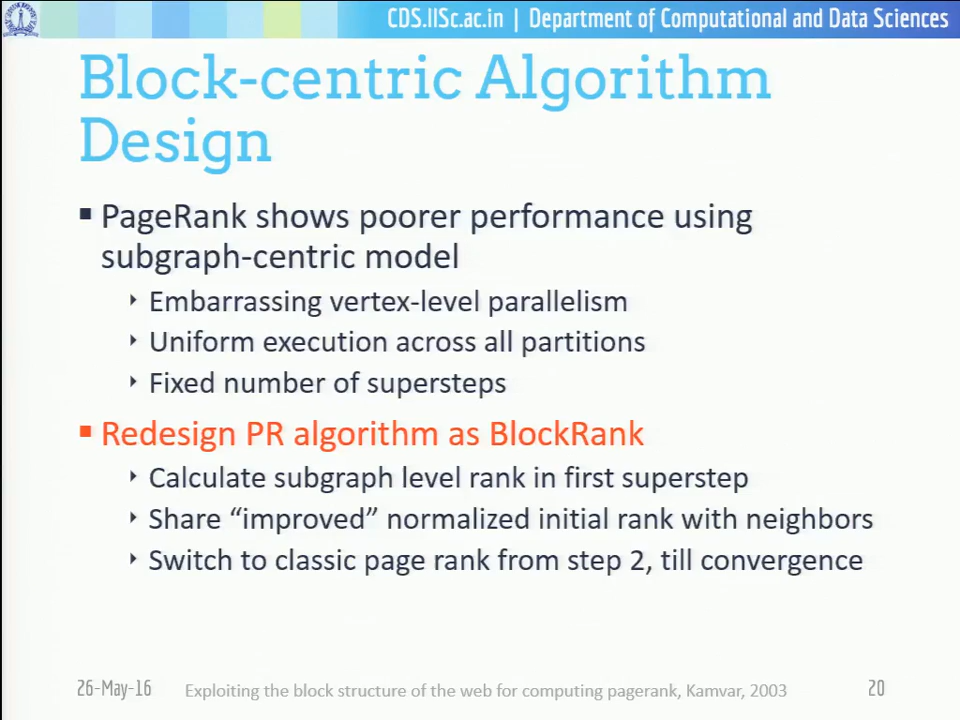 CDS.IISc.ac.in | Department of Computational and Data Sciences
Block-centric Algorithm
Design
PageRank shows poorer performance using
subgraph-centric model
Embarrassing vertex-level parallelism
Uniform execution across all partitions
Fixed number of supersteps
Redesign PR algorithm as BlockRank
Calculate subgraph level rank in first superstep
Share “improved” normalized initial rank with neighbors
Switch to classic page rank from step 2, till convergence
26-May-16 Exploiting the block structure of the web for computing pagerank, Kamvar, 2003 20